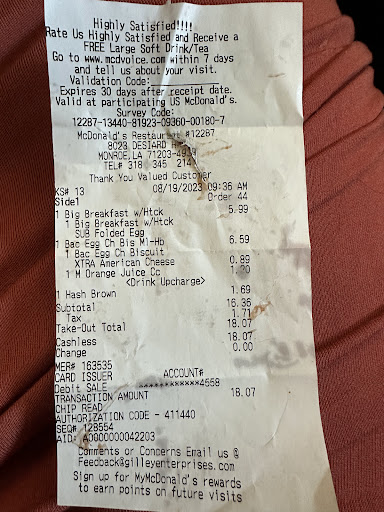 Highly Satisfied!!!!
Rate Us Highly Satisfied and Receive a
FREE Large Soft Drink/Tea
Go to www.mcdvoice.com within 7 days
and tell us about your visit.
Validation Code:
Expires 30 days after receipt date.
Valid at participating US McDonald's.
Survey Code:
12287-13440-81923-09360-00180-7
McDonald's Restaurant #12287
8023 DESIARD
MONROE,LA 71203-4
TEL# 318 345 214
Thank You Valued Customer
KS# 13 08/19/2023 09:36 AM
Side1 Order 44
1 Big Breakfast w/Htck 5.99
1 Big Breakfast w/Htck
SUB Folded Egg
1 Bac Egg Ch Bis Ml-Hb 6.59
1 Bac Egg Ch Biscuit
XTRA American Cheese 0.89
1 M Orange Juice Cc 1.20
<Drink Upcharge>
1 Hash Brown 1.69
Subtotal 16.36
Tax 1.71
Take-Out Total 18.07
Cashless 18.07
Change 0.00
MER# 163535
CARD ISSUER ACCOUNT#
Debit SALE ************4558
TRANSACTION AMOUNT 18.07
CHIP READ
AUTHORIZATION CODE - 411440
SEQ# 128554
AID: A0000000042203
Comments or Concerns Email us @
Feedback@gilleyenterprises.com
Sign up for MyMcDonald's rewards
to earn points on future visits